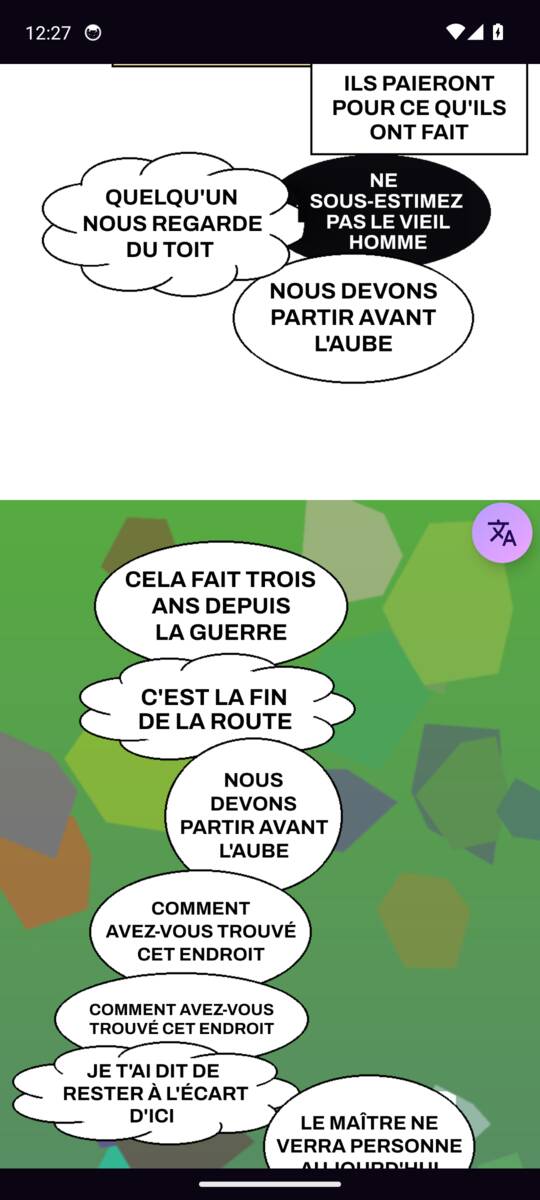 12:27
ILS PAIERONT
POUR CE QU'ILS
ONT FAIT
QUELQU'UN
NOUS REGARDE
DU TOIT
NE
SOUS-ESTIMEZ
PAS LE VIEIL
HOMME
NOUS DEVONS
PARTIR AVANT
L'AUBE
CELA FAIT TROIS
ANS DEPUIS
LA GUERRE
C'EST LA FIN
DE LA ROUTE
NOUS
DEVONS
PARTIR AVANT
L'AUBE
COMMENT
AVEZ-VOUS TROUVÉ
CET ENDROIT
COMMENT AVEZ-VOUS
TROUVÉ CET ENDROIT
JE T'AI DIT DE
RESTER À L'ÉCART
D'ICI
LE MAÎTRE NE
VERRA PERSONNE
AUJOURD'HUI